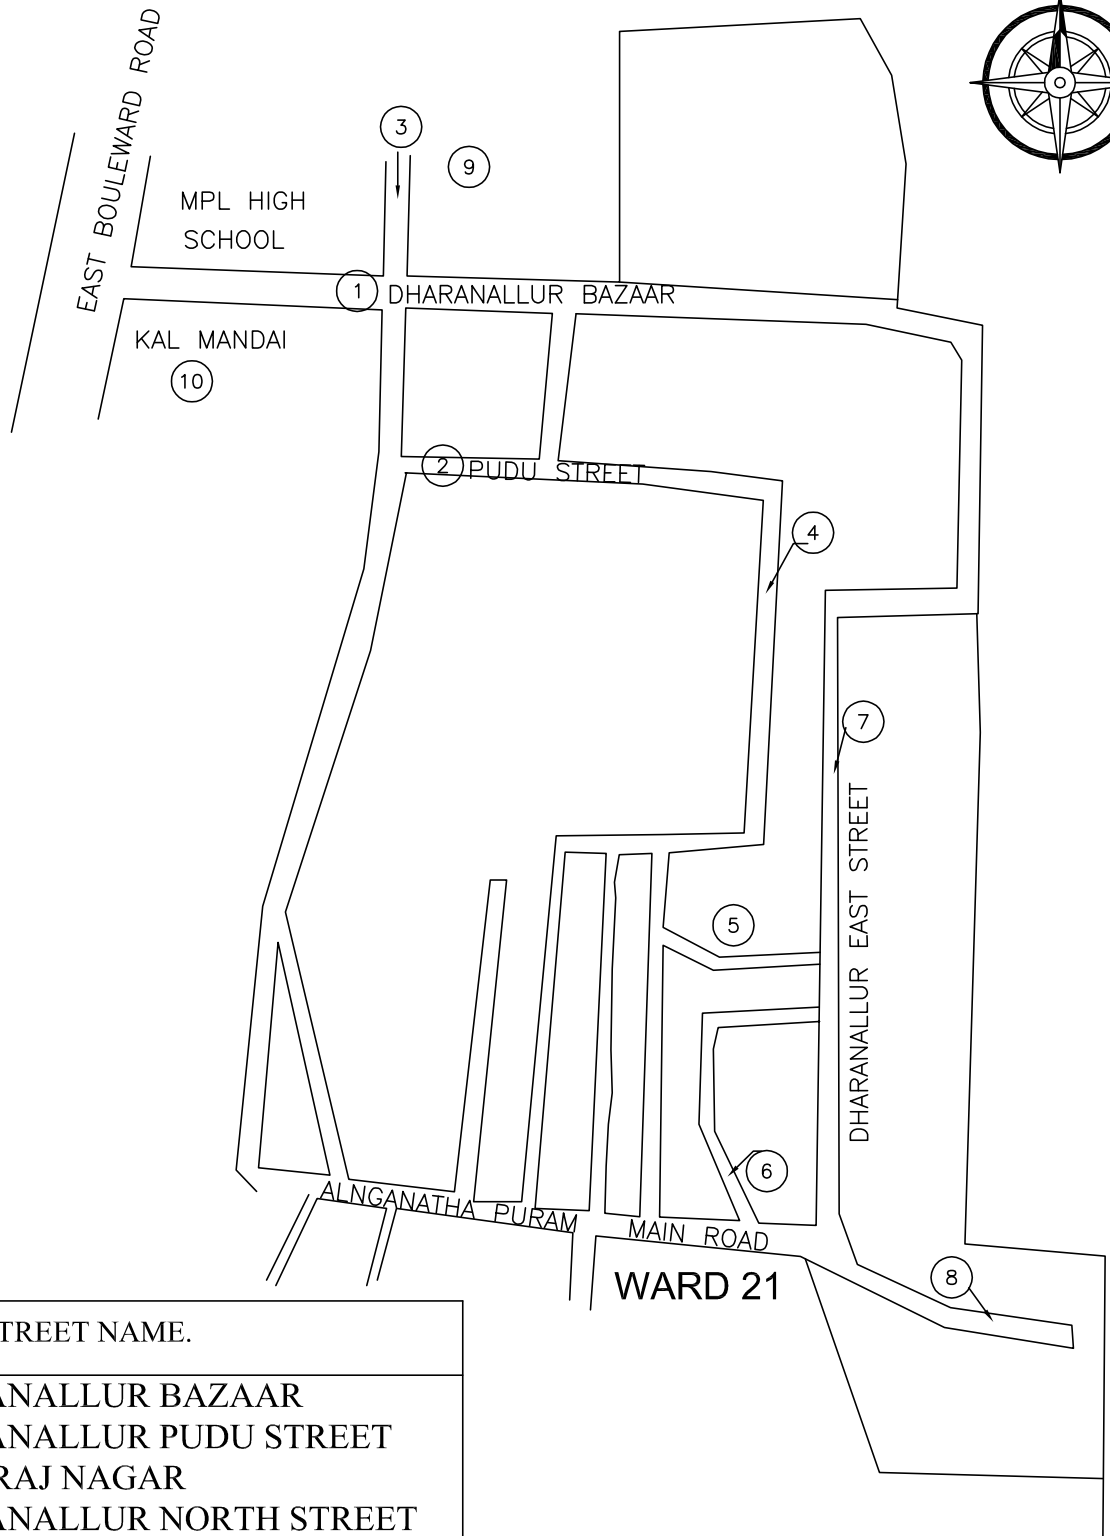 EAST BOULEWARD ROAD
3
9
MPL HIGH
SCHOOL
1 DHARANALLUR BAZAAR
KAL MANDAI
10
2 PUDU STREET
4
7
DHARANALLUR EAST STREET
5
6
ALNGANATHA PURAM MAIN ROAD
WARD 21
8
TREET NAME.
ANALLUR BAZAAR
ANALLUR PUDU STREET
RAJ NAGAR
ANALLUR NORTH STREET